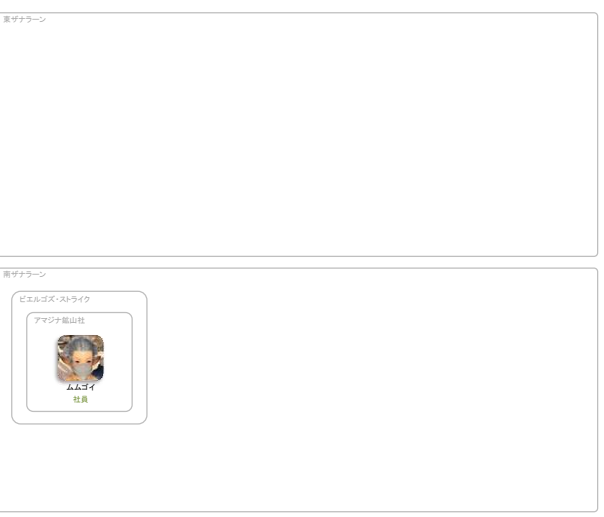 東ザナラーン
南ザナラーン
ビエルゴズ・ストライク
アマジナ鉱山社
ムムゴイ
社員